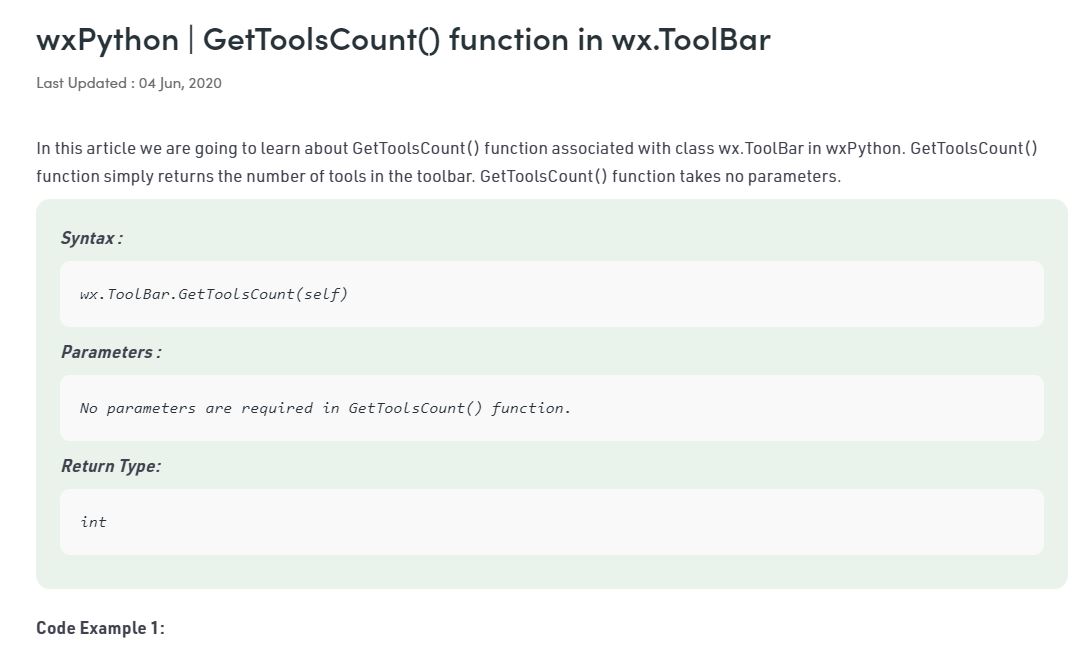 wxPython | GetToolsCount() function in wx.ToolBar
Last Updated : 04 Jun, 2020
In this article we are going to learn about GetToolsCount() function associated with class wx.ToolBar in wxPython. GetToolsCount()
function simply returns the number of tools in the toolbar. GetToolsCount() function takes no parameters.
Syntax :
wx.ToolBar.GetToolsCount(self)
Parameters :
No parameters are required in GetToolsCount() function.
Return Type:
int
Code Example 1: